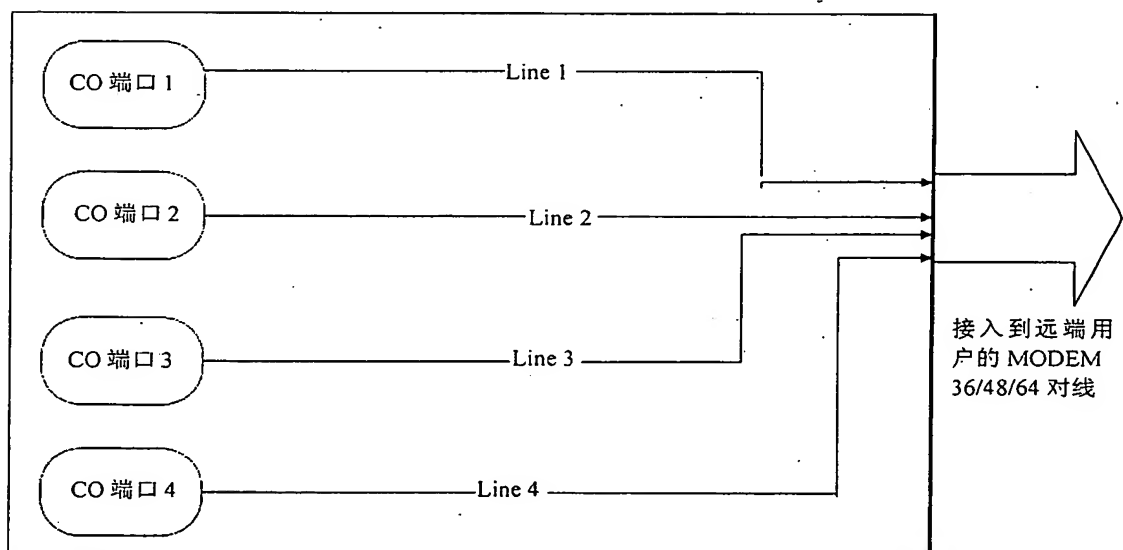 CO 端口 1
Line 1
CO 端口 2
Line 2
CO 端口 3
Line 3
接入到远端用
户的 MODEM
36/48/64 对线
CO 端口 4
Line 4